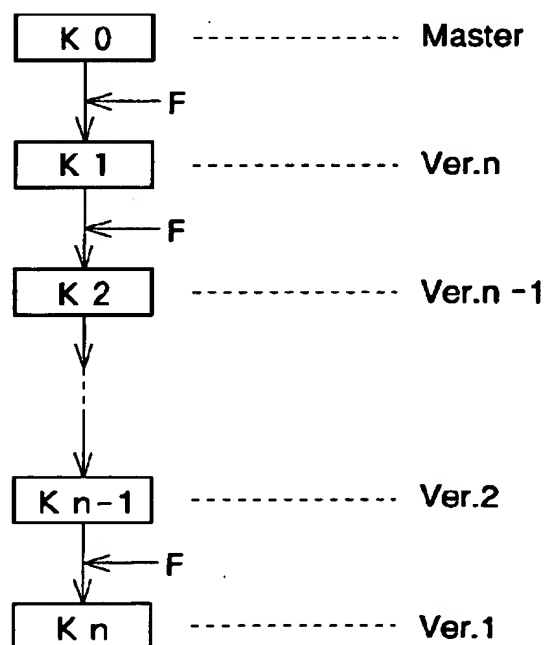 K 0 Master
F
K 1 Ver.n
F
K 2 Ver.n -1
K n-1 Ver.2
F
K n Ver.1